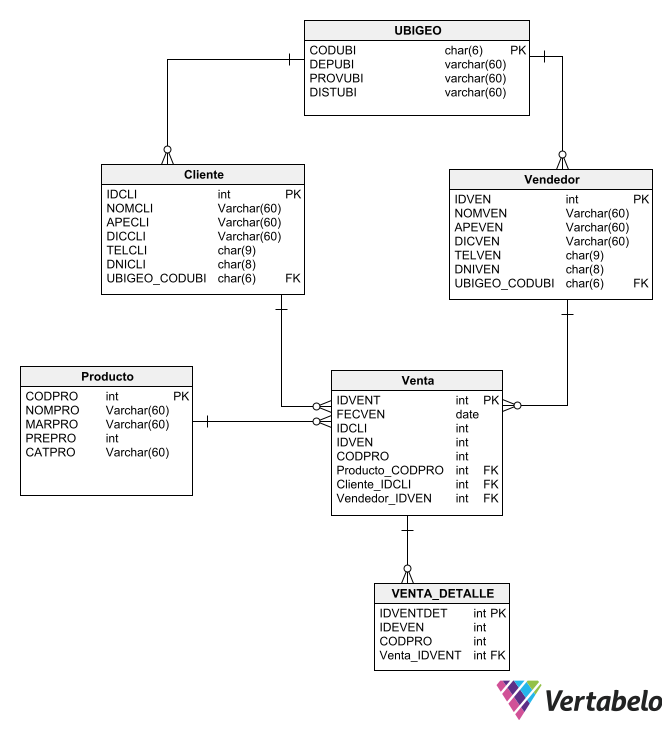 UBIGEO
CODUBI char(6) PK
DEPUBI varchar(60)
PROVUBI varchar(60)
DISTUBI varchar(60)
Cliente
IDCLI int PK
NOMCLI Varchar(60)
APECLI Varchar(60)
DICCLI Varchar(60)
TELCLI char(9)
DNICLI char(8)
UBIGEO_CODUBI char(6) FK
Vendedor
IDVEN int PK
NOMVEN Varchar(60)
APEVEN Varchar(60)
DICVEN Varchar(60)
TELVEN char(9)
DNIVEN char(8)
UBIGEO_CODUBI char(6) FK
Producto
CODPRO int PK
NOMPRO Varchar(60)
MARPRO Varchar(60)
PREPRO int
CATPRO Varchar(60)
Venta
IDVENT int PK
FECVEN date
IDCLI int
IDVEN int
CODPRO int
Producto_CODPRO int FK
Cliente_IDCLI int FK
Vendedor_IDVEN int FK
VENTA_DETALLE
IDVENTDET int PK
IDEVEN int
CODPRO int
Venta_IDVENT int FK
Vertabelo